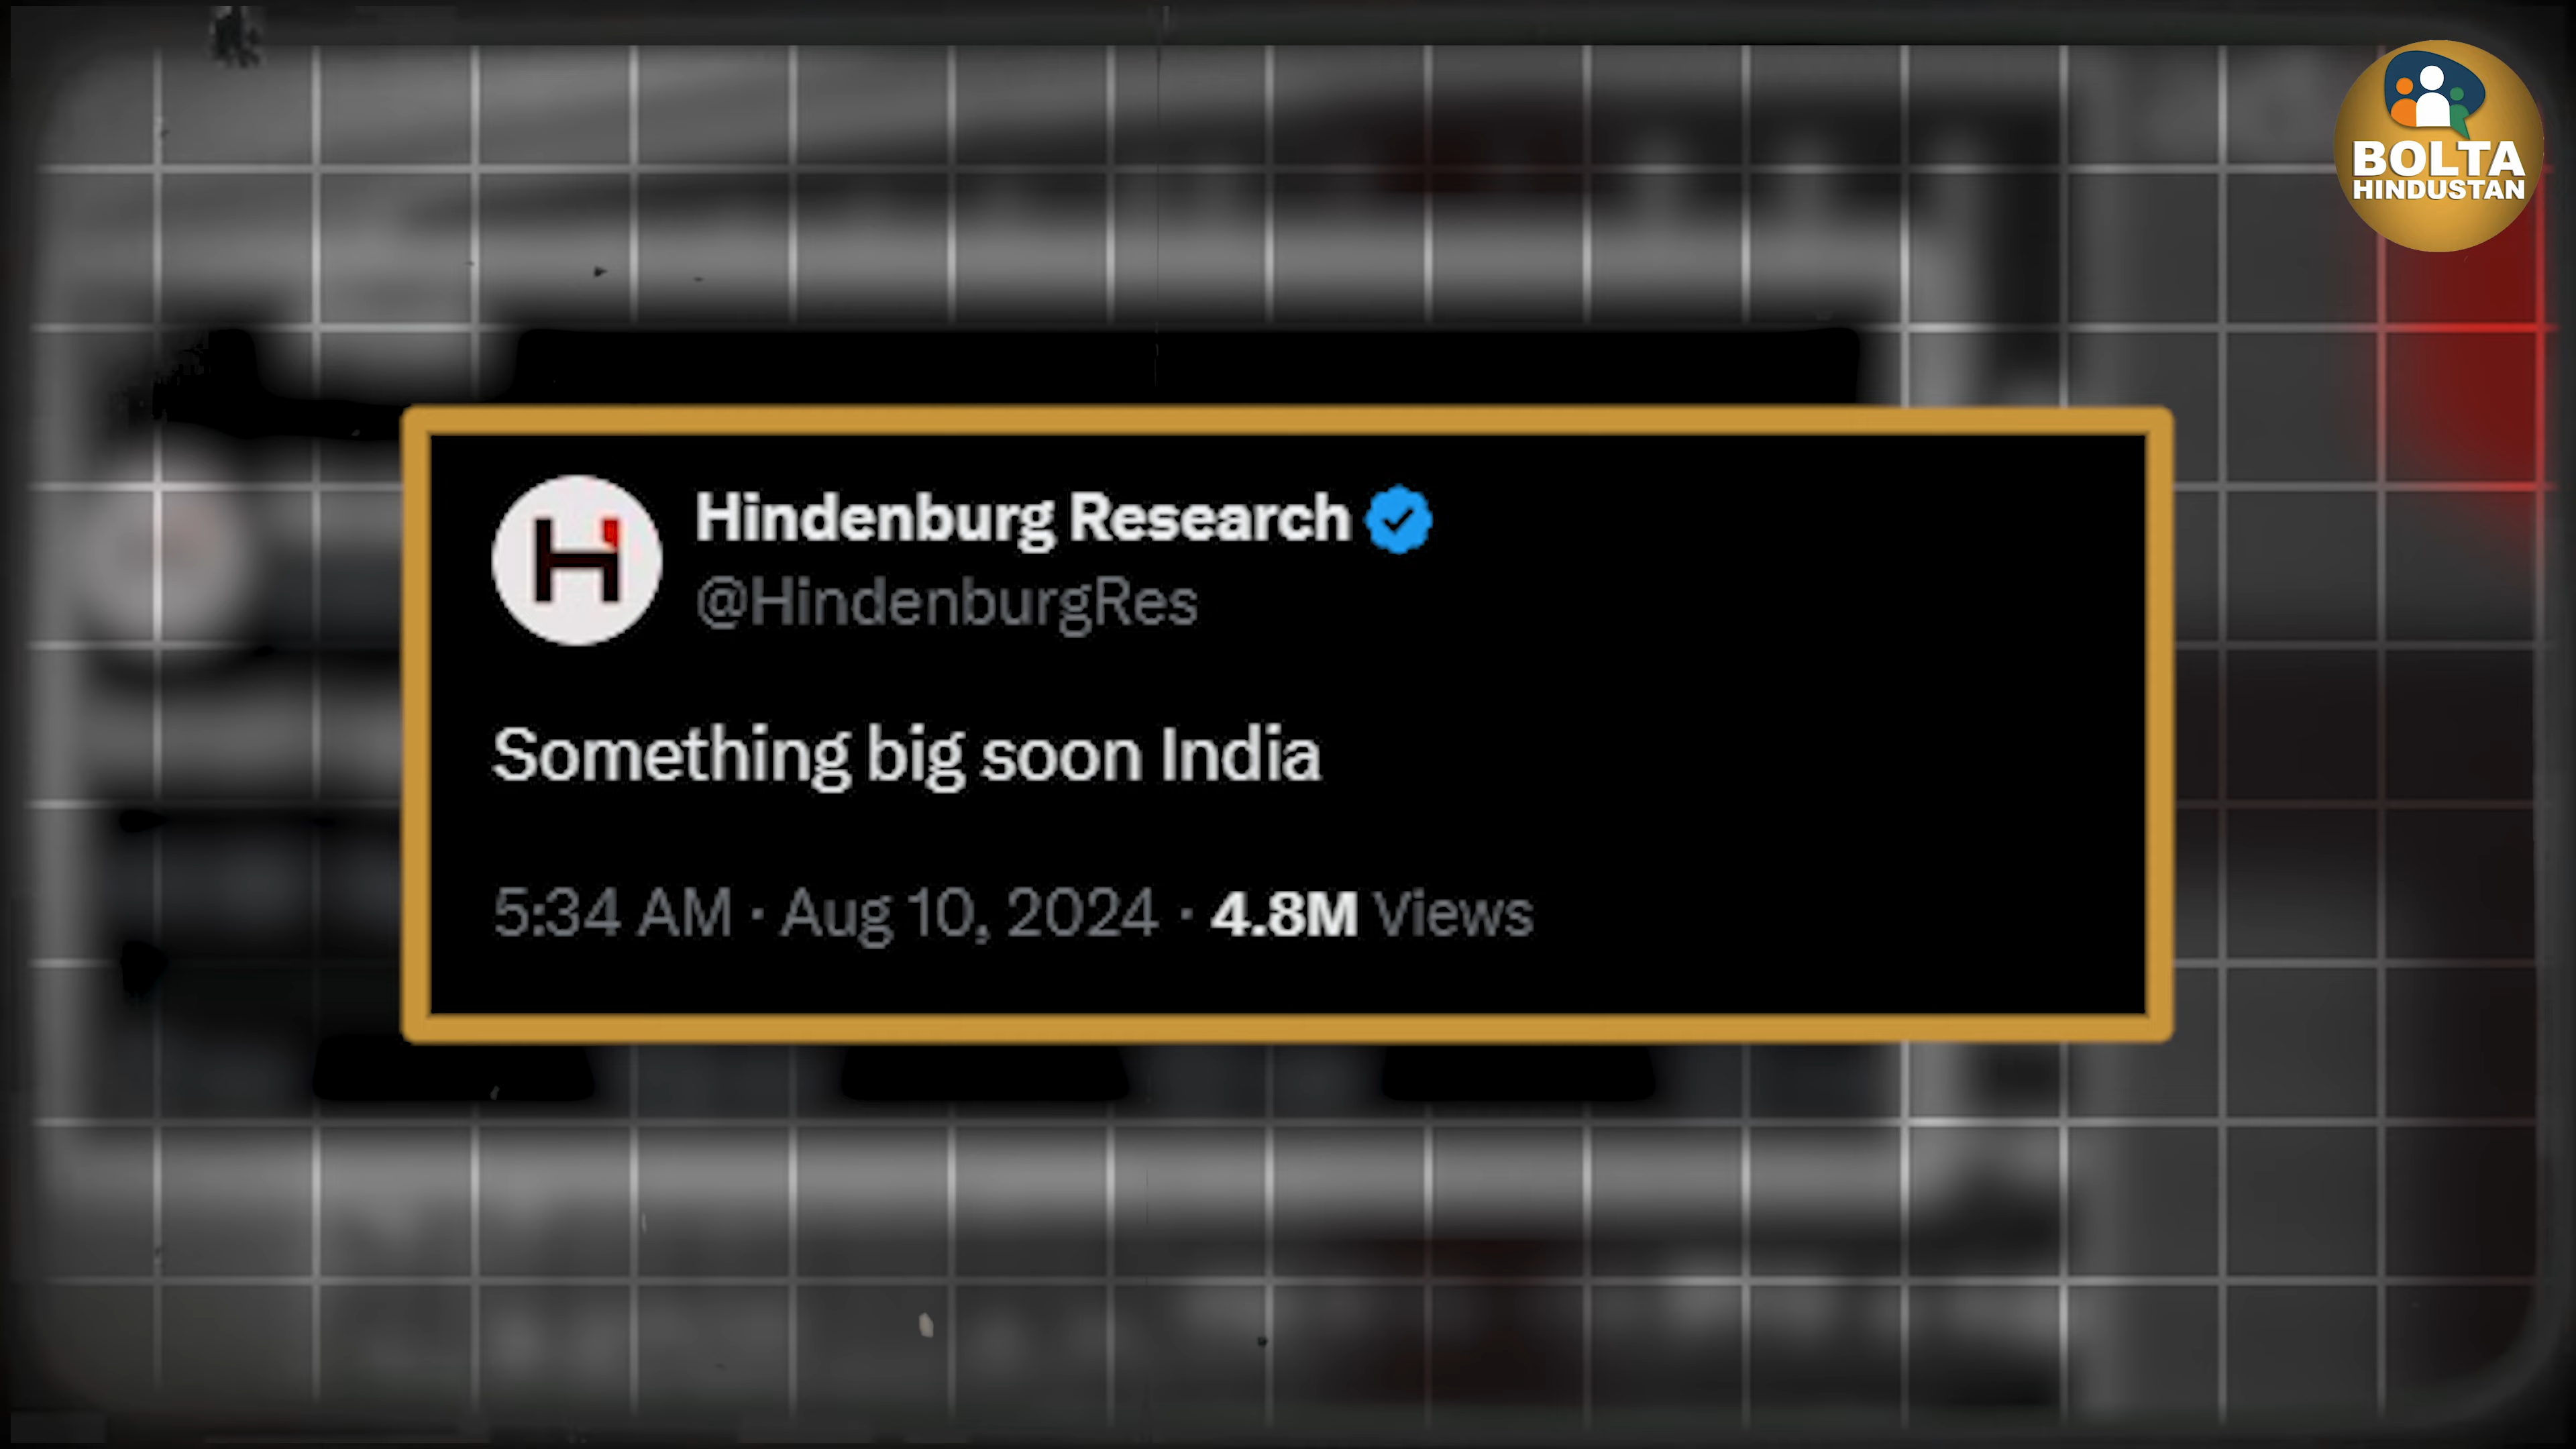 BOLTA
HINDUSTAN
Hindenburg Research
@HindenburgRes
Something big soon India
5:34 AM · Aug 10, 2024 · 4.8M Views